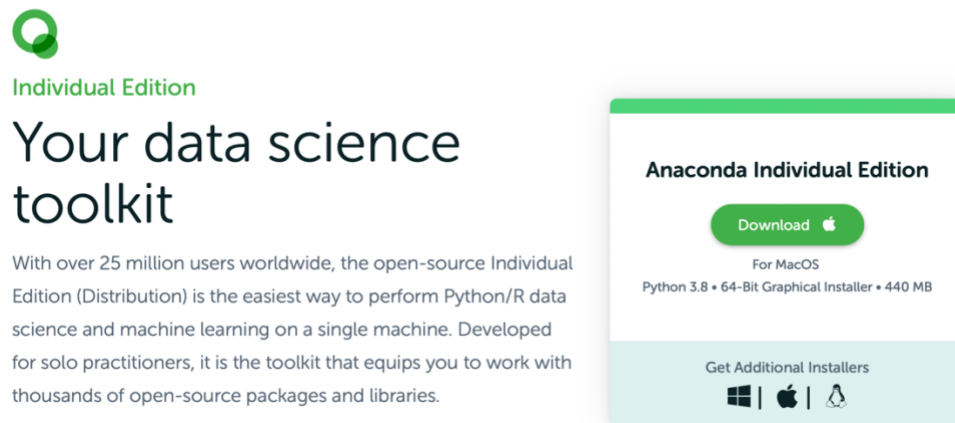 Individual Edition
Your data science
toolkit
With over 25 million users worldwide, the open-source Individual
Edition (Distribution) is the easiest way to perform Python/R data
science and machine learning on a single machine. Developed
for solo practitioners, it is the toolkit that equips you to work with
thousands of open-source packages and libraries.
Anaconda Individual Edition
Download
For MacOS
Python 3.8 • 64-Bit Graphical Installer • 440 MB
Get Additional Installers
| |